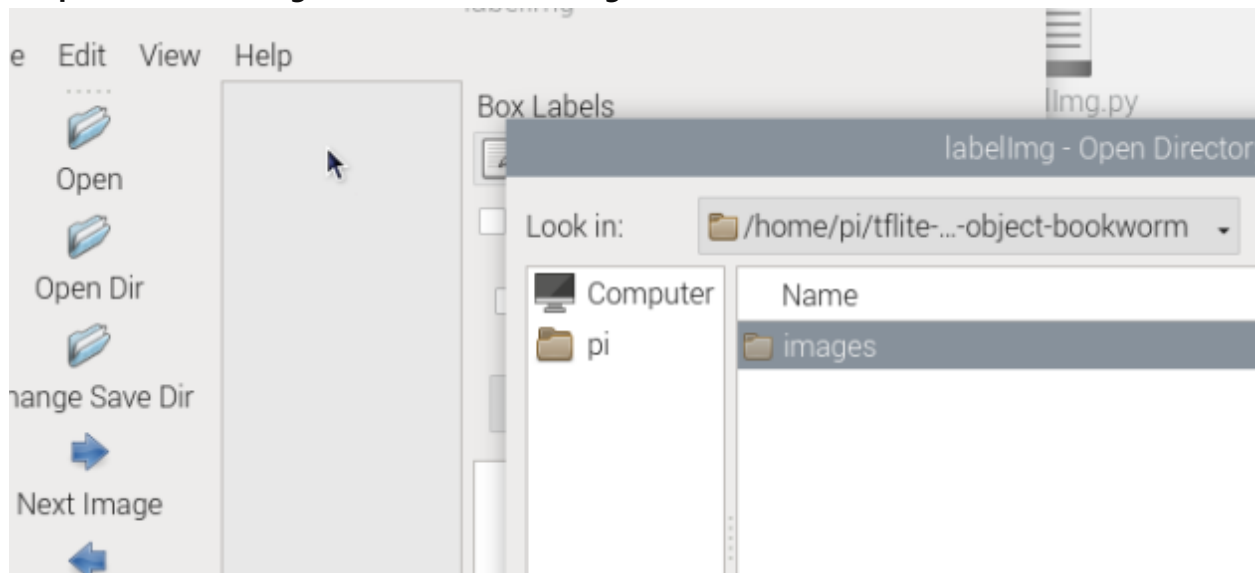 e Edit View Help
Open
Open Dir
hange Save Dir
Next Image
Box Labels
lImg.py
labelImg - Open Director
Look in: /home/pi/tflite-...-object-bookworm
Computer
pi
Name
images